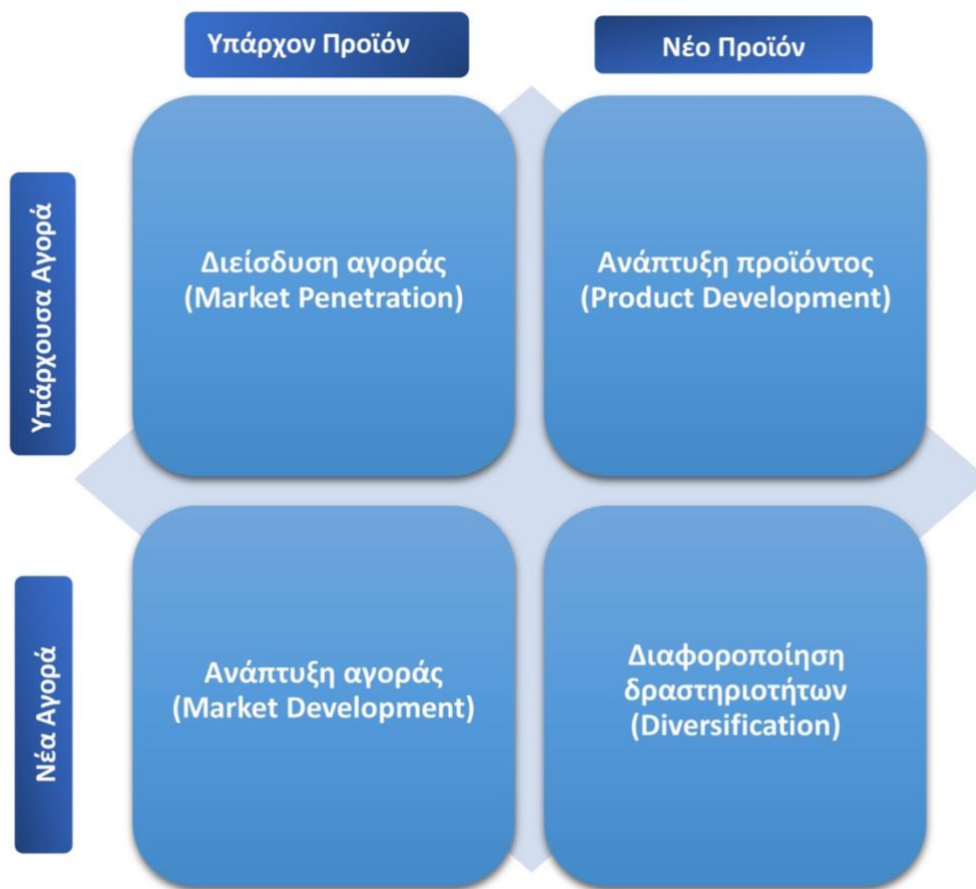 Υπάρχον Προϊόν
Νέο Προϊόν
Υπάρχουσα Αγορά
Διείσδυση αγοράς
(Market Penetration)
Ανάπτυξη προϊόντος
(Product Development)
Νέα Αγορά
Ανάπτυξη αγοράς
(Market Development)
Διαφοροποίηση
δραστηριοτήτων
(Diversification)